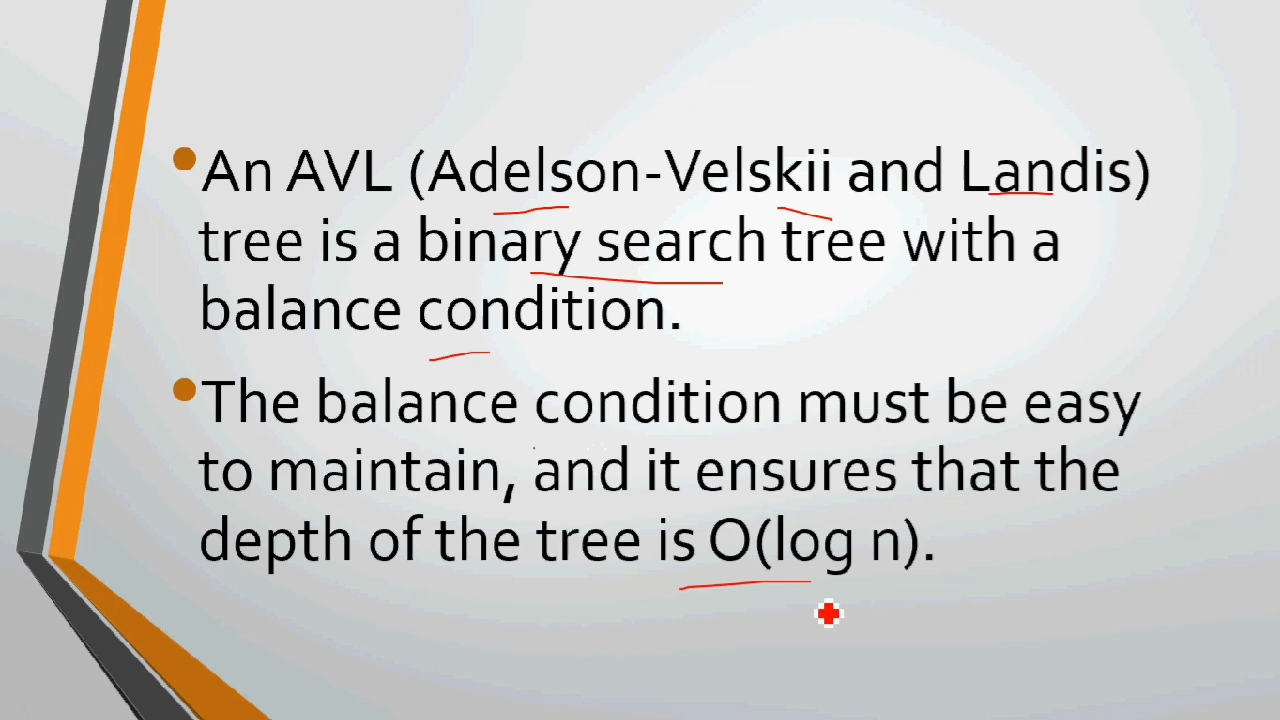 •An AVL (Adelson-Velskii and Landis)
tree is a binary search tree with a
balance condition.
•The balance condition must be easy
to maintain, and it ensures that the
depth of the tree is O(log n).